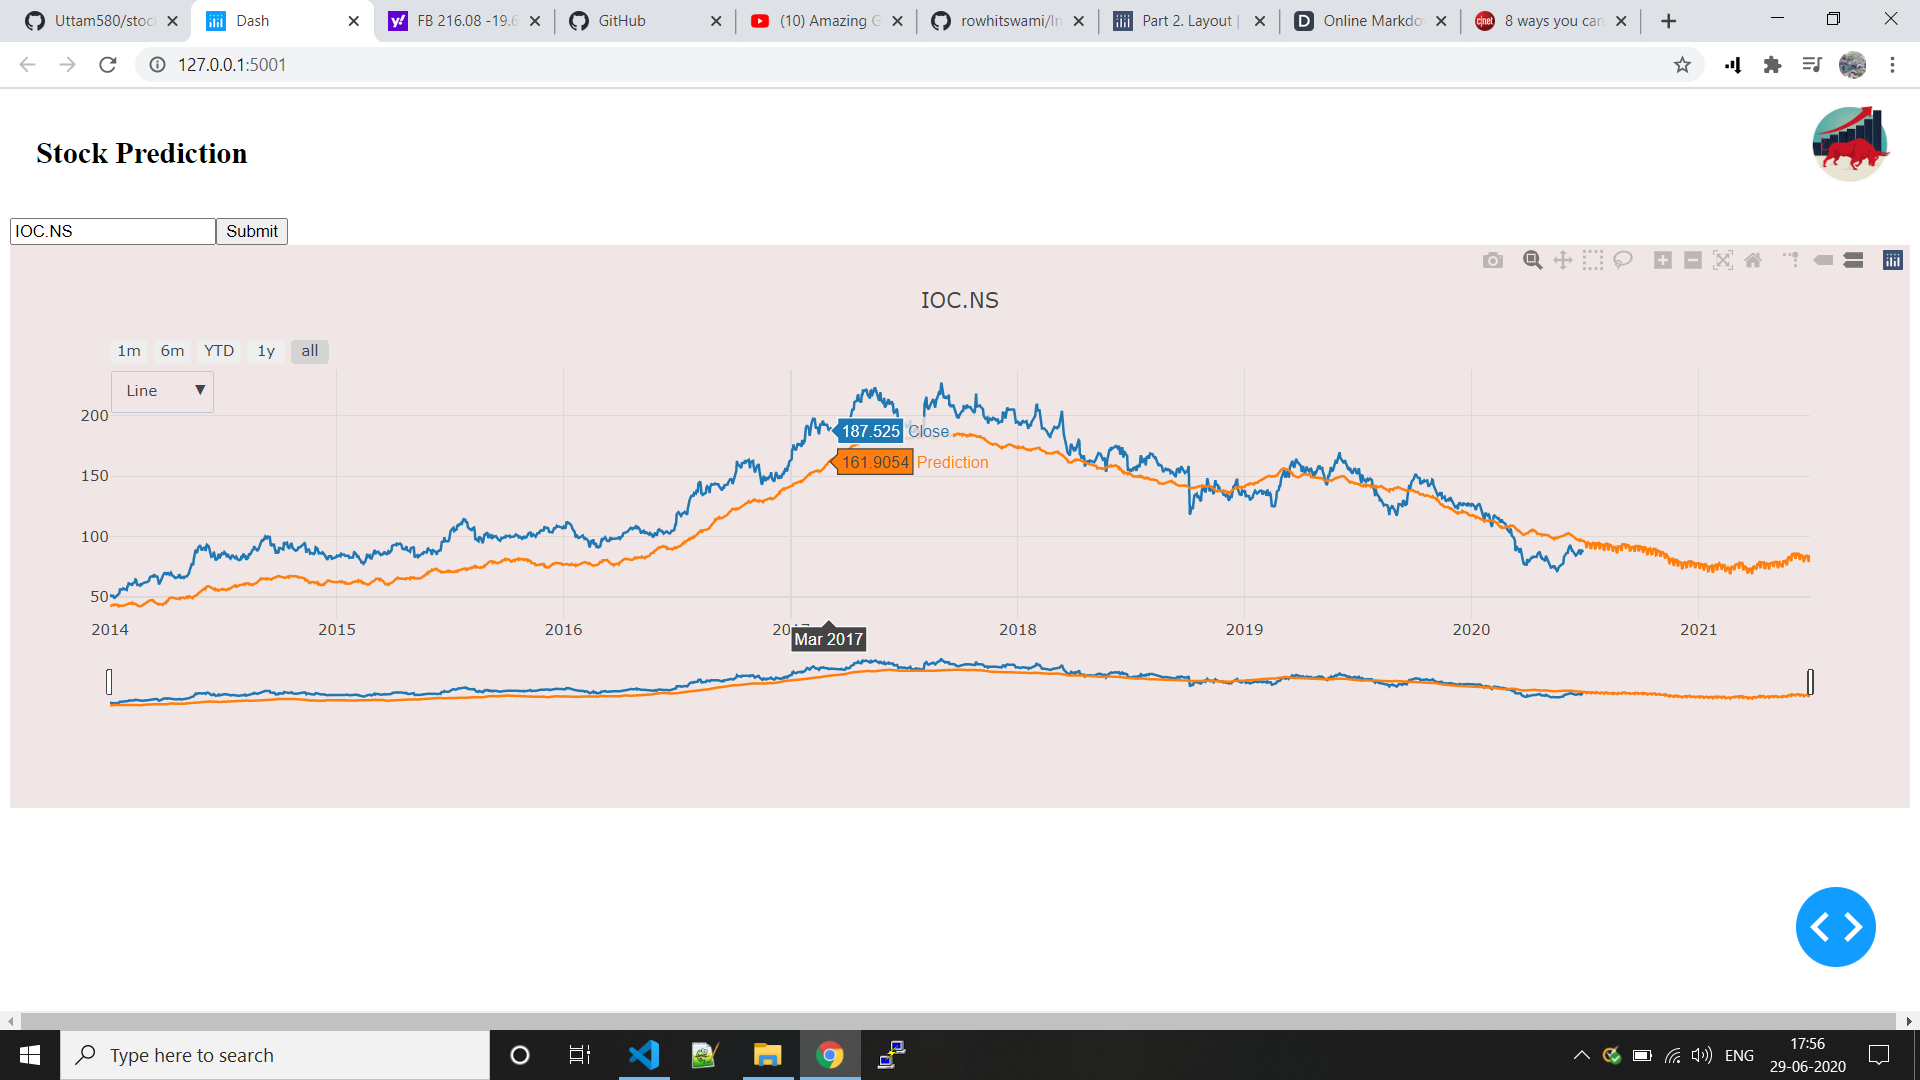 Uttam580/stoc
Dash
FB 216.08 -19.6
GitHub
(10) Amazing G
rowhitswami/In
Part 2. Layout |
Online Markdo
8 ways you can
127.0.0.1:5001
Stock Prediction
IOC.NS
Submit
IOC.NS
1m 6m YTD 1y all
Line ▼
200
187.525 Close
161.9054 Prediction
150
100
50
2014 2015 2016 2017 2018 2019 2020 2021
Mar 2017
Type here to search
ENG
17:56
29-06-2020